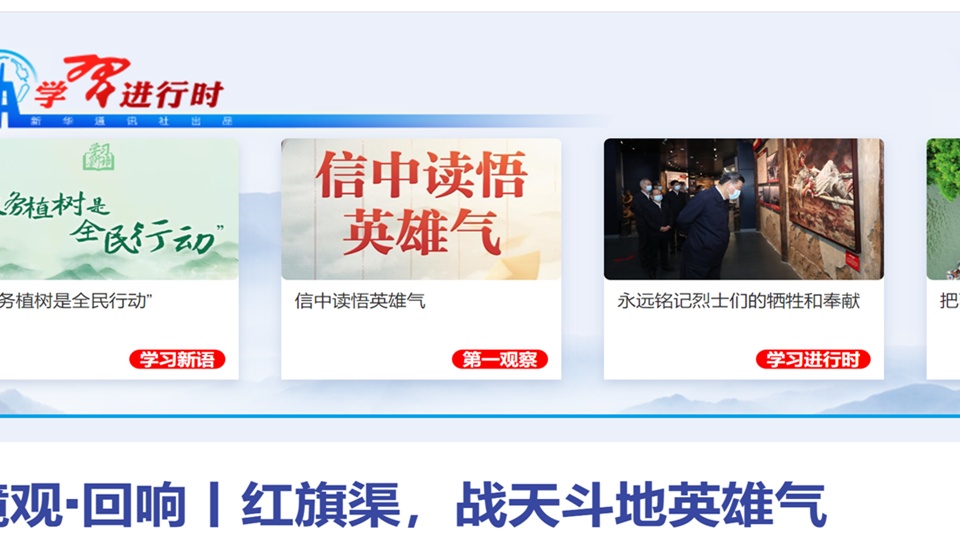 学习进行时
新华通讯社出品
学习
务植树是
全民行动”
信中读悟
英雄气
务植树是全民行动”
信中读悟英雄气
永远铭记烈士们的牺牲和奉献
把
学习新语
第一观察
学习进行时
境观·回响丨红旗渠，战天斗地英雄气